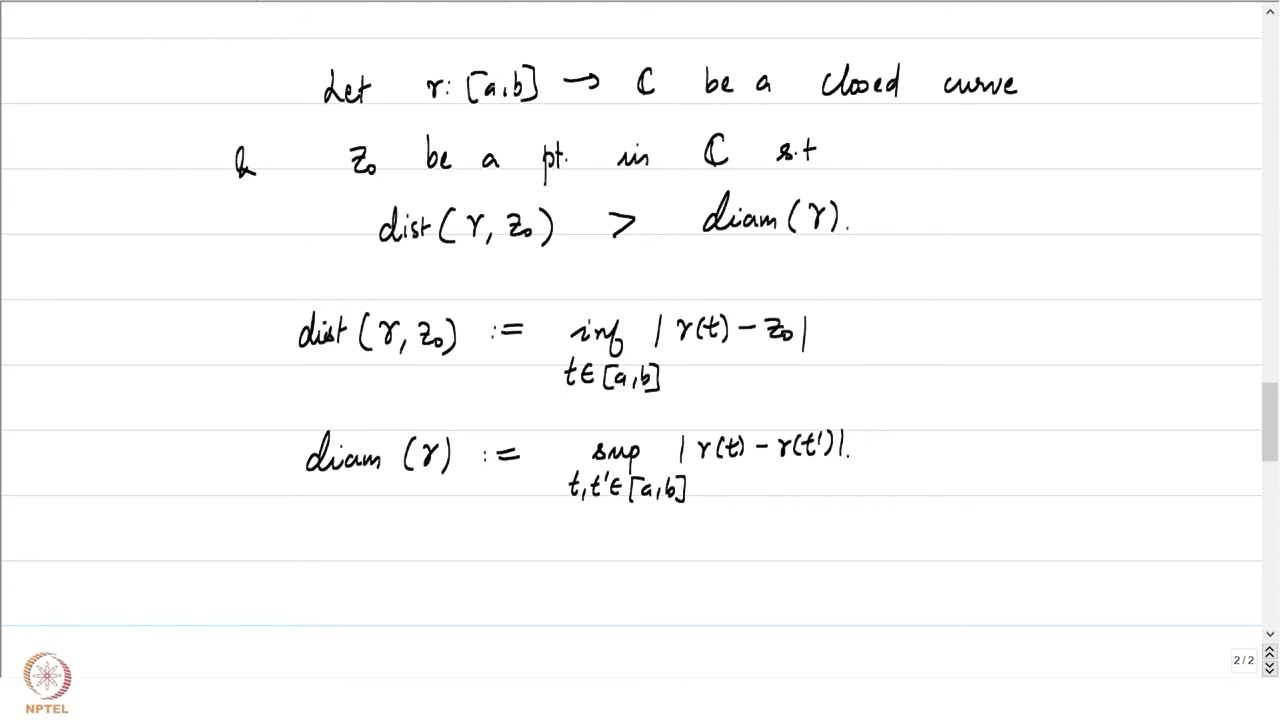 Let γ: [a,b] → ℂ be a closed curve
& z₀ be a pt. in ℂ s.t
dist(γ, z₀) > diam(γ).
dist(γ, z₀) := inf |γ(t) - z₀|
t∈[a,b]
diam(γ) := sup |γ(t) - γ(t')|.
t,t'∈[a,b]
2/2
NPTEL